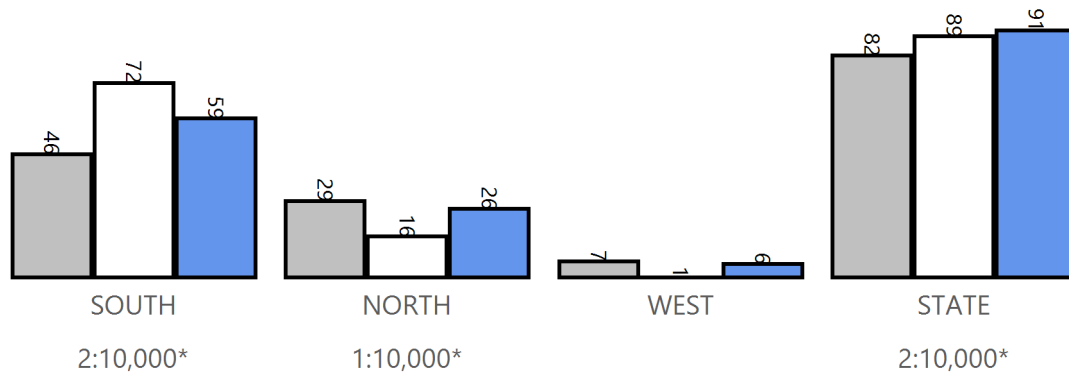 46 72 59
29 16 26
7 1 6
82 89 91
SOUTH NORTH WEST STATE
2:10,000* 1:10,000* 2:10,000*